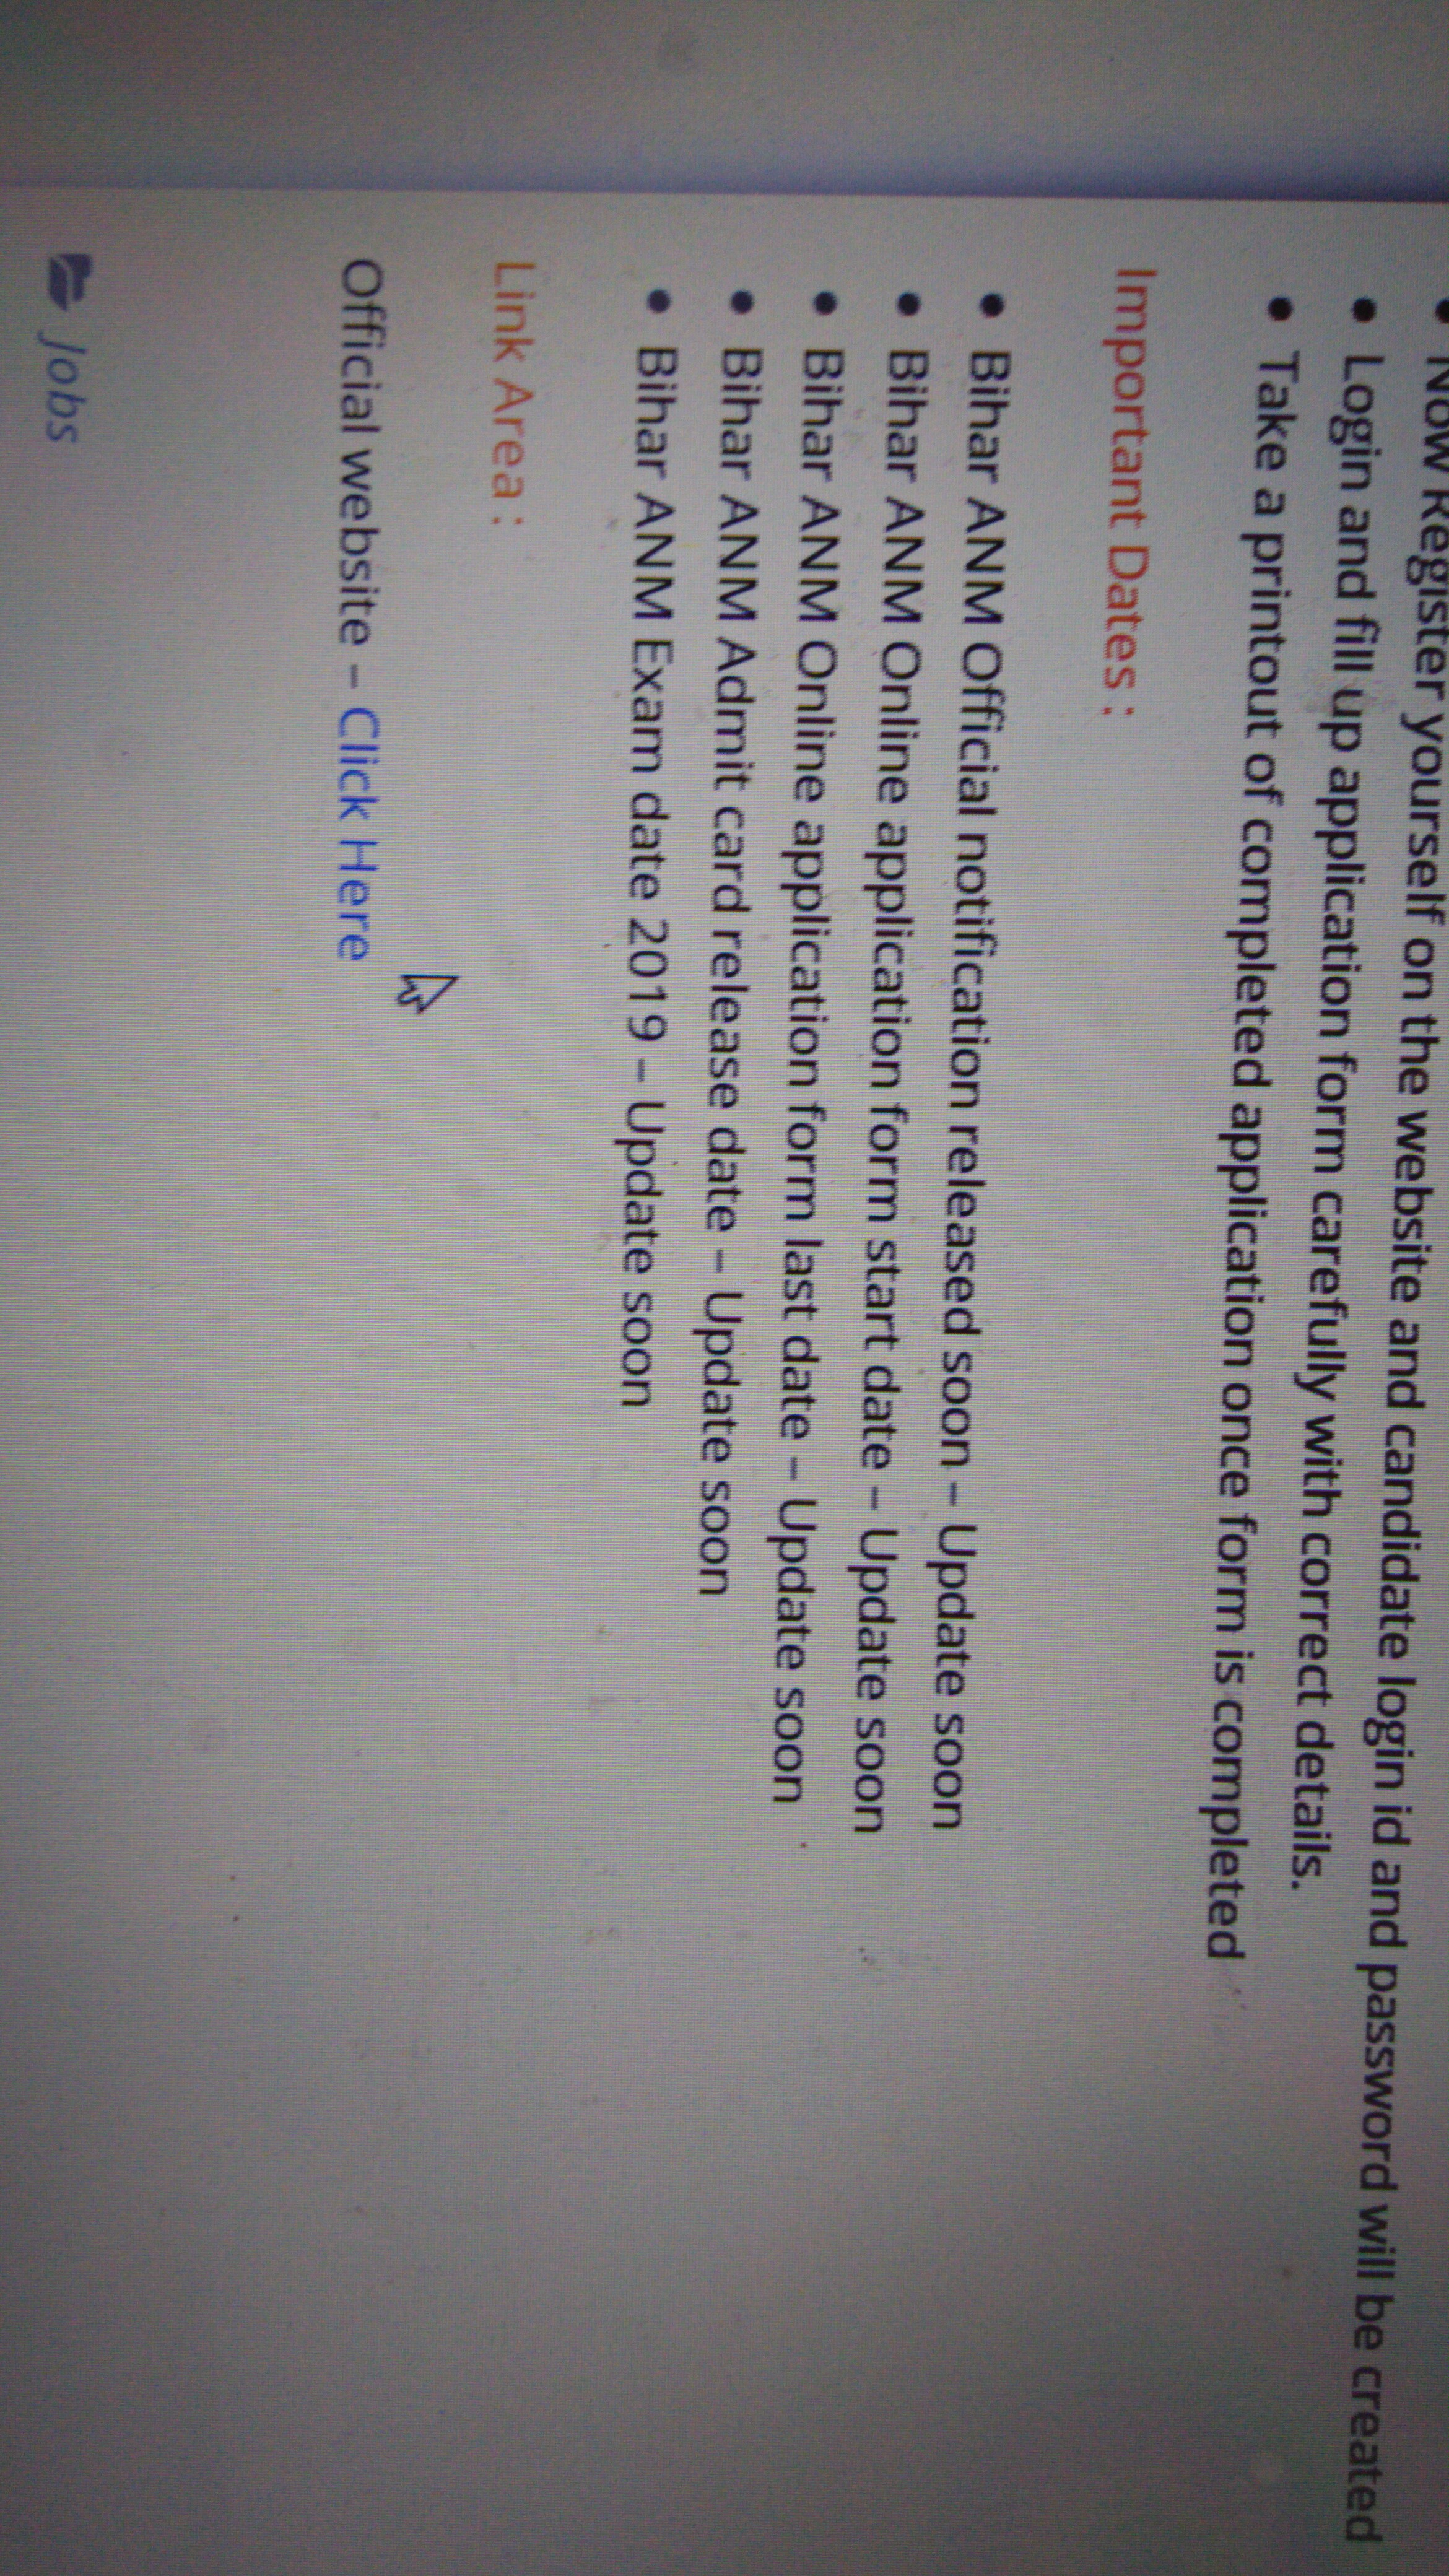 • Now Register yourself on the website and candidate login id and password will be created
• Login and fill up application form carefully with correct details.
• Take a printout of completed application once form is completed
Important Dates :
• Bihar ANM Official notification released soon – Update soon
• Bihar ANM Online application form start date – Update soon
• Bihar ANM Online application form last date – Update soon
• Bihar ANM Admit card release date – Update soon
• Bihar ANM Exam date 2019 – Update soon
Link Area :
Official website – Click Here
Jobs